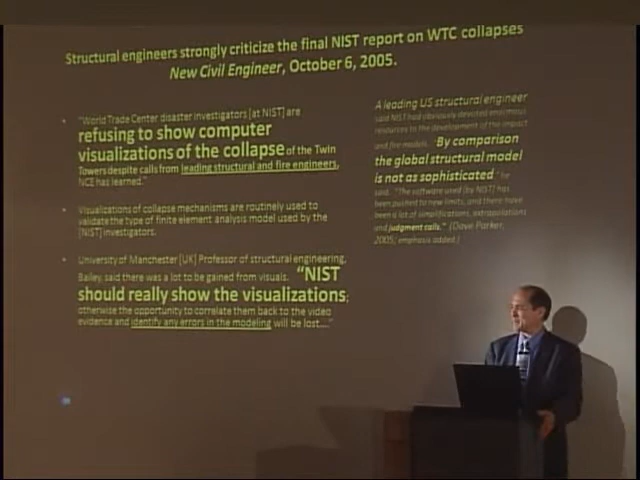 Structural engineers strongly criticize the final NIST report on WTC collapses
New Civil Engineer, October 6, 2005.
• "World Trade Center disaster investigators [at NIST] are
refusing to show computer
visualizations of the collapse of the Twin
Towers despite calls from leading structural and fire engineers,
NCE has learned."
• Visualizations of collapse mechanisms are routinely used to
validate the type of finite element analysis model used by the
[NIST] investigators.
• University of Manchester [UK] Professor of structural engineering,
Bailey, said there was a lot to be gained from visuals. "NIST
should really show the visualizations;
otherwise the opportunity to correlate them back to the video
evidence and identify any errors in the modeling will be lost...."
A leading US structural engineer
said NIST had obviously devoted enormous
resources to the development of the impact
and fire models. "By comparison
the global structural model
is not as sophisticated" he
said. "The software used [by NIST] has
been pushed to new limits, and there have
been a lot of simplifications, extrapolations
and judgment calls." (Dave Parker,
2005; emphasis added.)